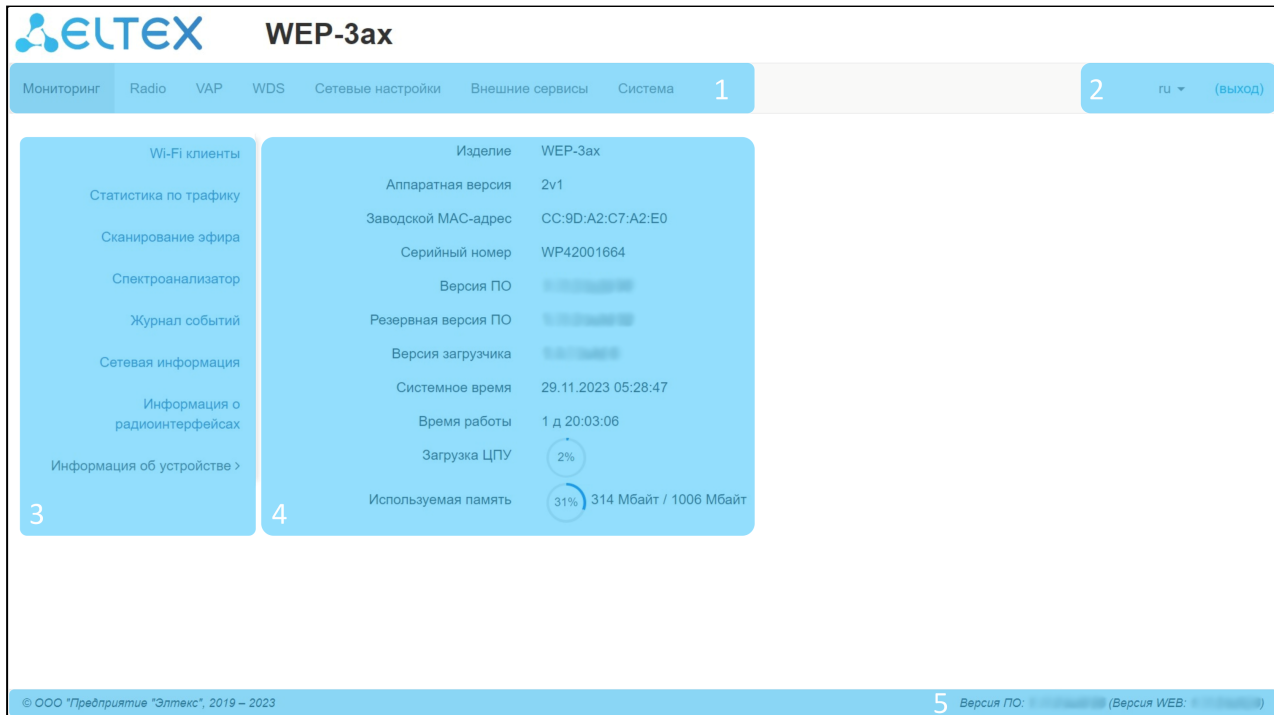 ELTEX WEP-3ax
Мониторинг Radio VAP WDS Сетевые настройки Внешние сервисы Система 1 2 ru (выход)
Wi-Fi клиенты
Статистика по трафику
Сканирование эфира
Спектроанализатор
Журнал событий
Сетевая информация
Информация о
радиоинтерфейсах
Информация об устройстве >
3
Изделие WEP-3ax
Аппаратная версия 2v1
Заводской MAC-адрес CC:9D:A2:C7:A2:E0
Серийный номер WP42001664
Версия ПО
Резервная версия ПО
Версия загрузчика
Системное время 29.11.2023 05:28:47
Время работы 1 д 20:03:06
Загрузка ЦПУ 2%
Используемая память 31% 314 Мбайт / 1006 Мбайт
4
© ООО "Предприятие "Элтекс", 2019 – 2023 5 Версия ПО: (Версия WEB: )